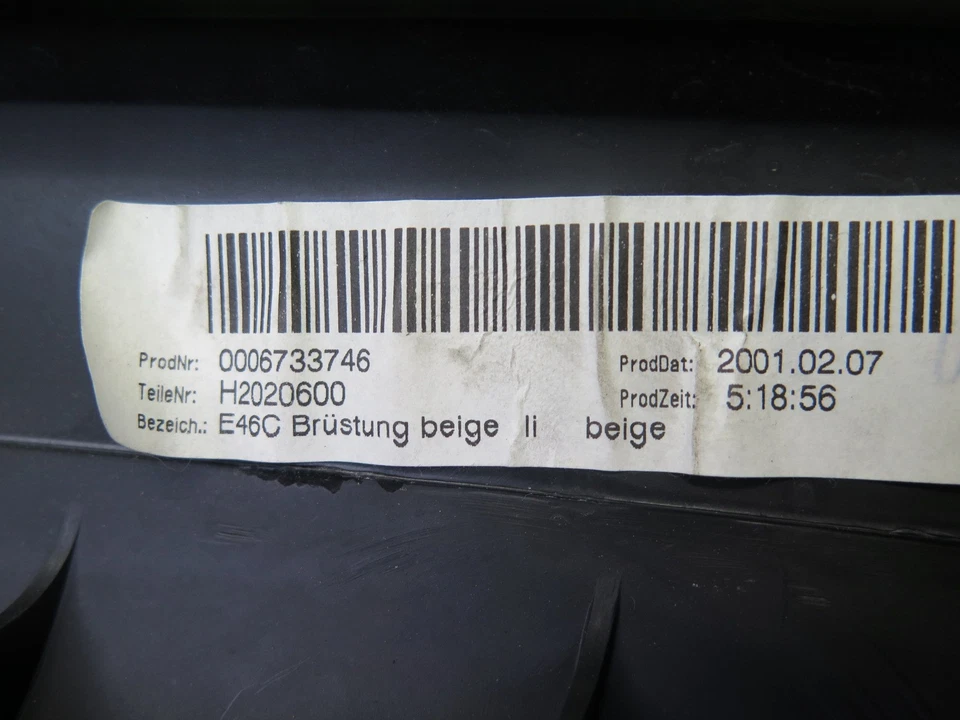 ProdNr: 0006733746 ProdDat: 2001.02.07
TeileNr: H2020600 ProdZeit: 5:18:56
Bezeich.: E46C Brüstung beige li beige